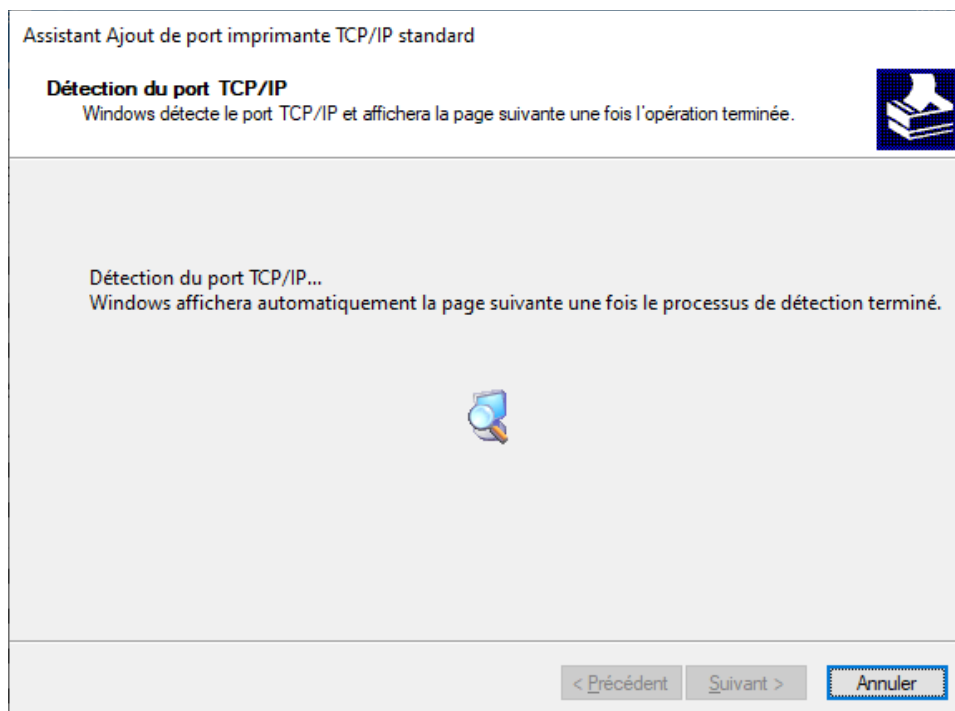 Assistant Ajout de port imprimante TCP/IP standard
Détection du port TCP/IP
Windows détecte le port TCP/IP et affichera la page suivante une fois l'opération terminée.
Détection du port TCP/IP...
Windows affichera automatiquement la page suivante une fois le processus de détection terminé.
< Précédent Suivant > Annuler